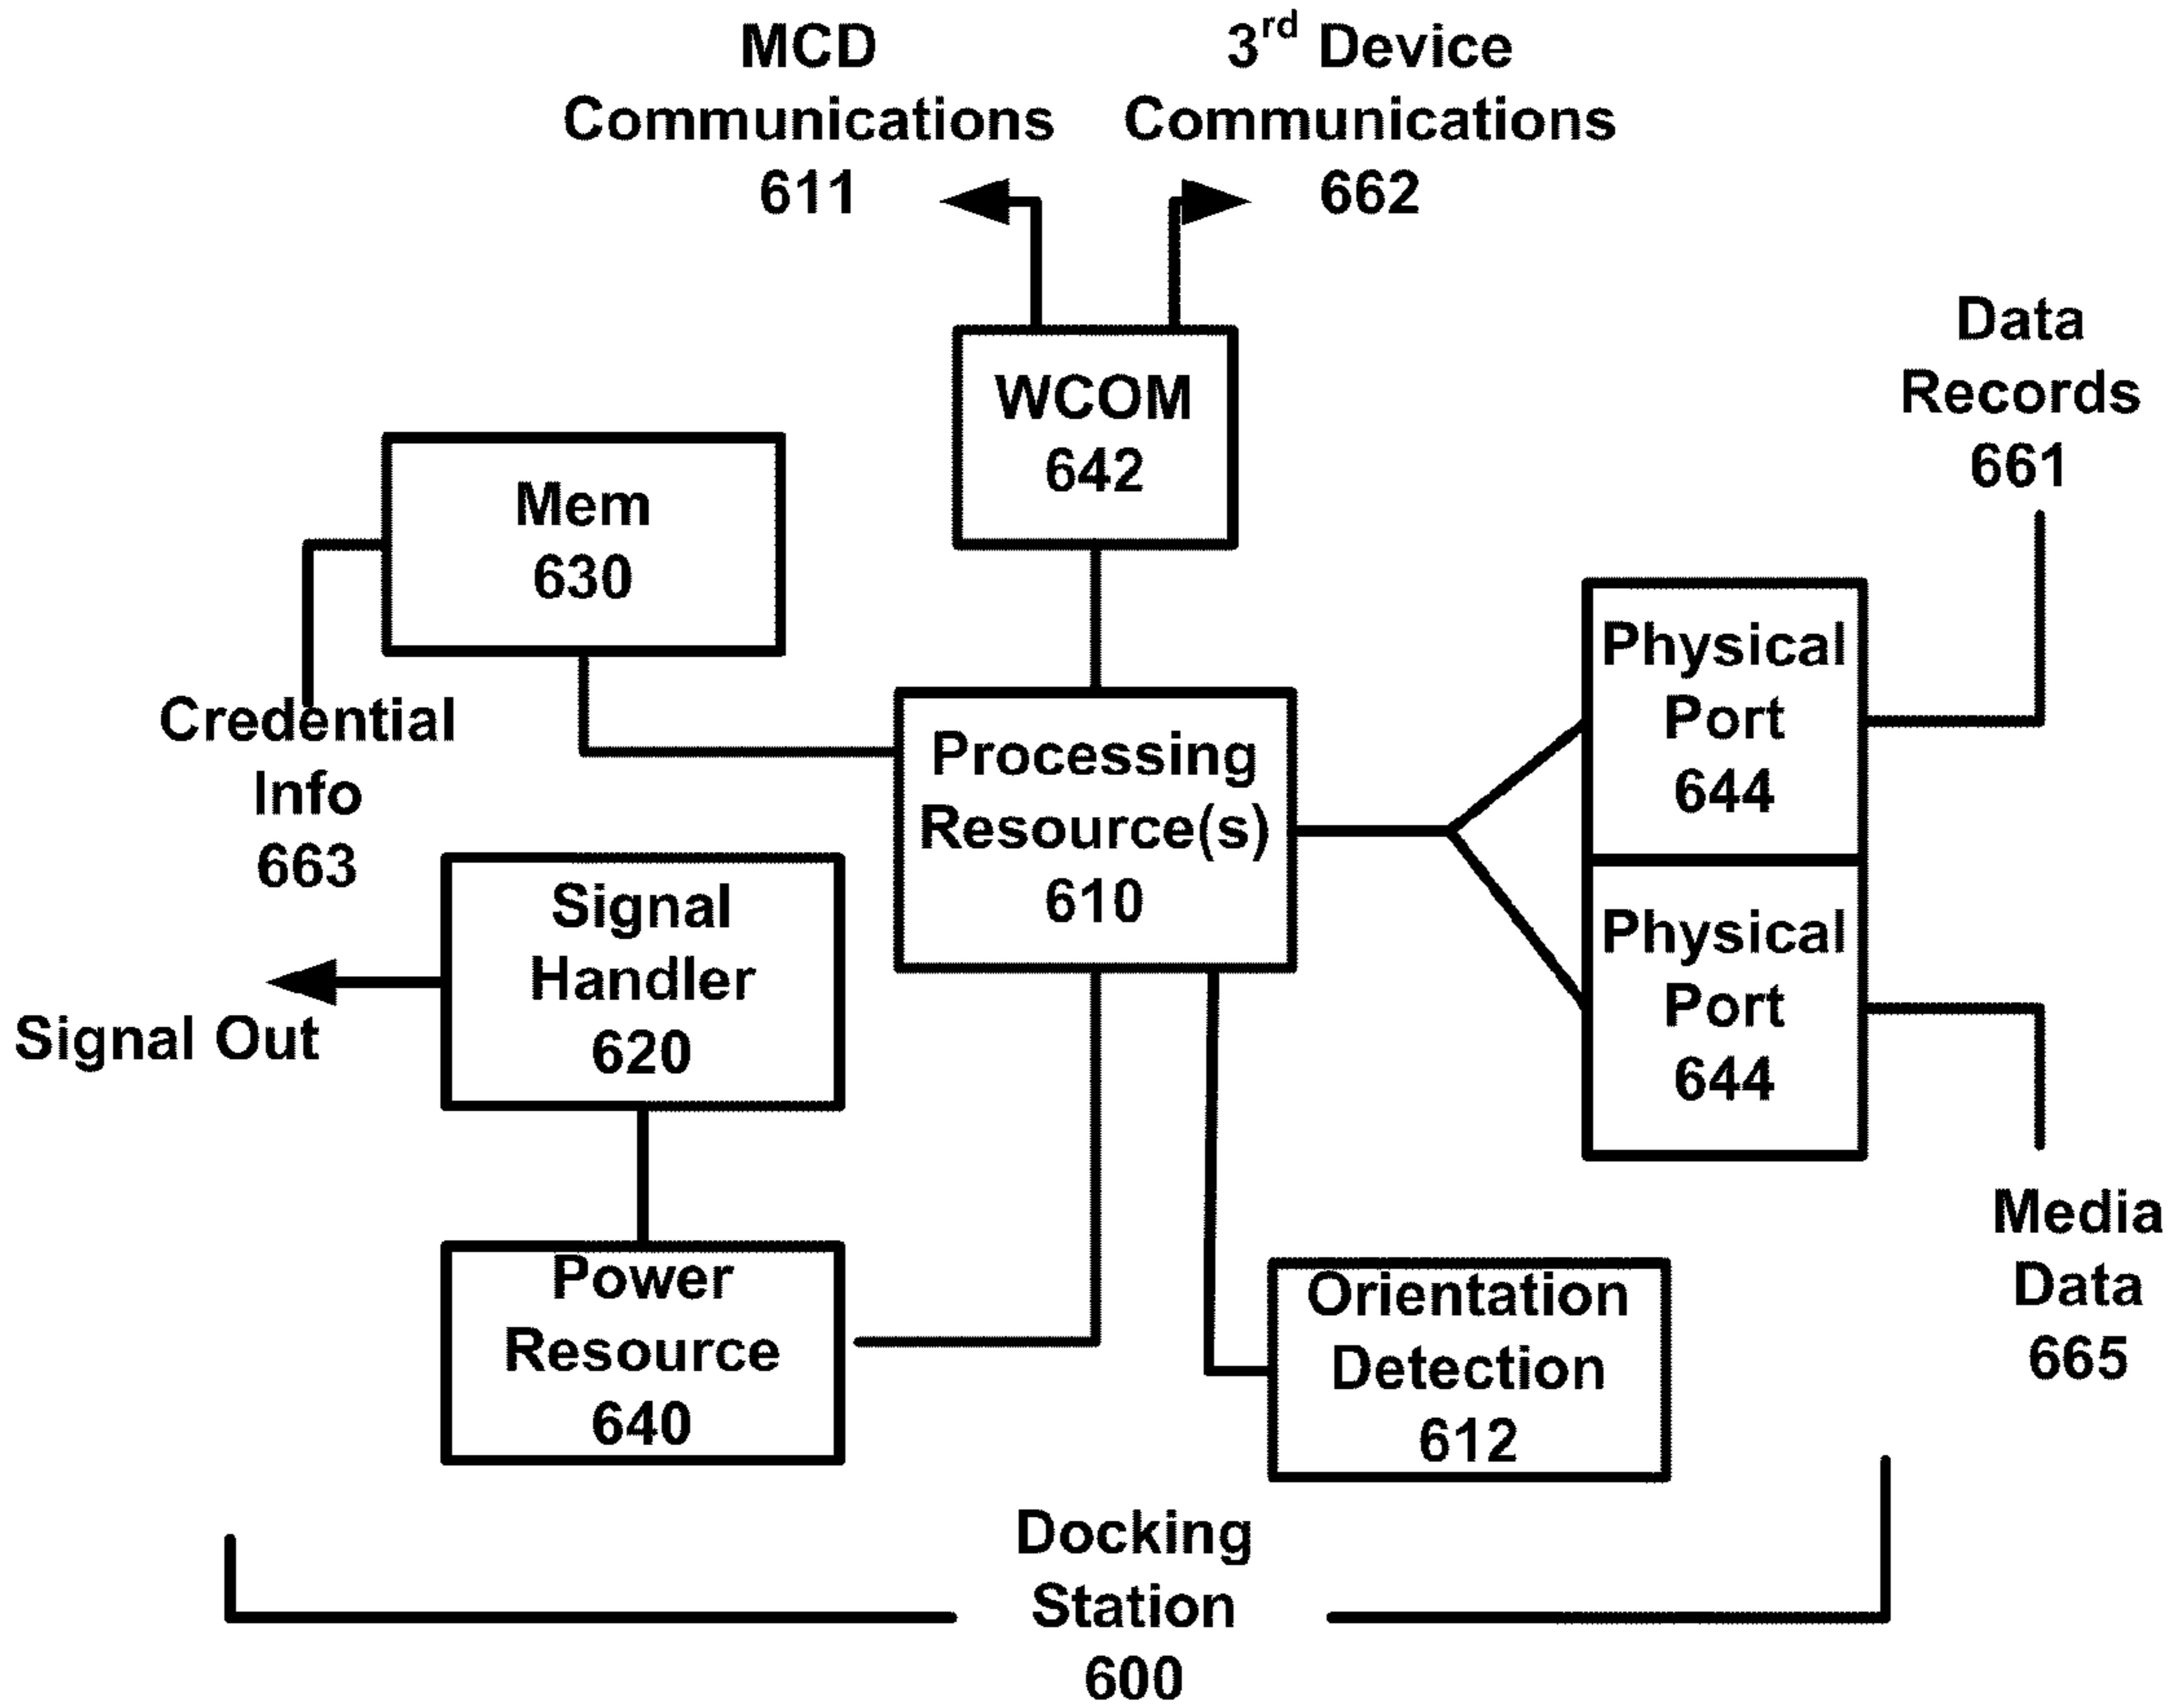 MCD
Communications
611
3rd Device
Communications
662
WCOM
642
Data
Records
661
Mem
630
Physical
Port
644
Credential
Info
663
Processing
Resource(s)
610
Signal
Handler
620
Physical
Port
644
Signal Out
Media
Data
665
Power
Resource
640
Orientation
Detection
612
Docking
Station
600